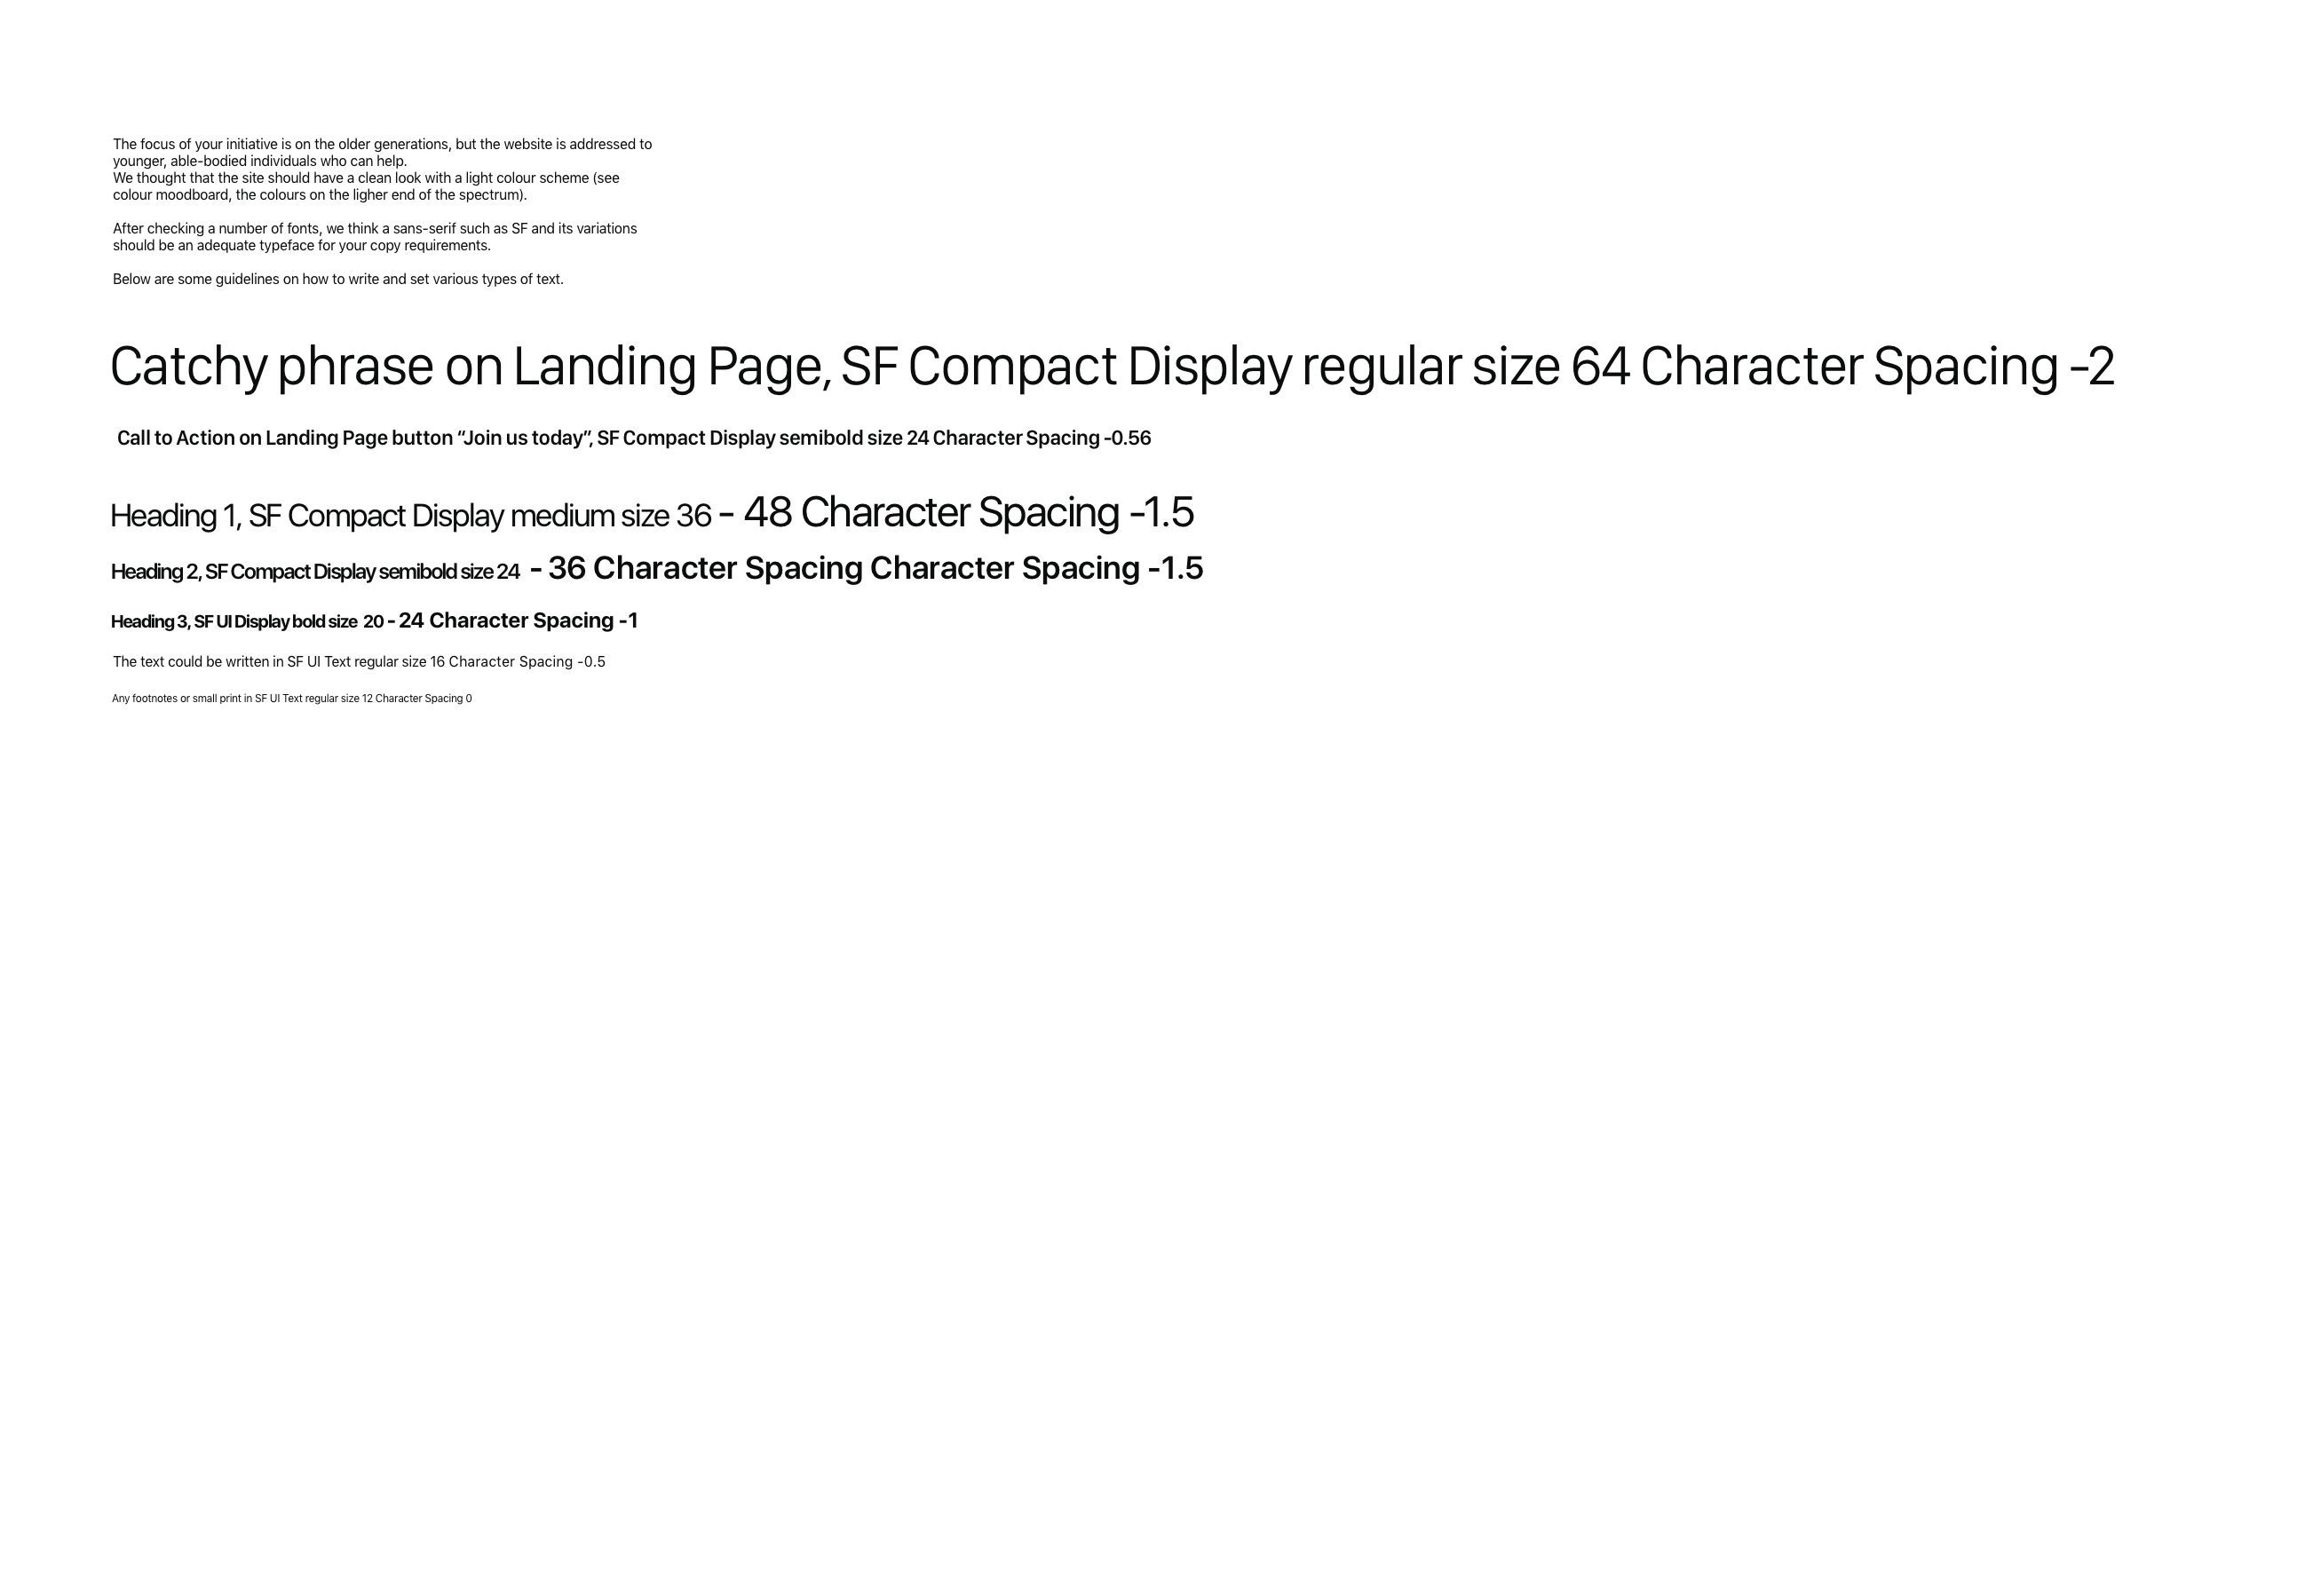 The focus of your initiative is on the older generations, but the website is addressed to
younger, able-bodied individuals who can help.
We thought that the site should have a clean look with a light colour scheme (see
colour moodboard, the colours on the ligher end of the spectrum).
After checking a number of fonts, we think a sans-serif such as SF and its variations
should be an adequate typeface for your copy requirements.
Below are some guidelines on how to write and set various types of text.
Catchy phrase on Landing Page, SF Compact Display regular size 64 Character Spacing -2
Call to Action on Landing Page button “Join us today”, SF Compact Display semibold size 24 Character Spacing -0.56
Heading 1, SF Compact Display medium size 36 - 48 Character Spacing -1.5
Heading 2, SF Compact Display semibold size 24 - 36 Character Spacing Character Spacing -1.5
Heading 3, SF UI Display bold size 20 - 24 Character Spacing -1
The text could be written in SF UI Text regular size 16 Character Spacing -0.5
Any footnotes or small print in SF UI Text regular size 12 Character Spacing 0